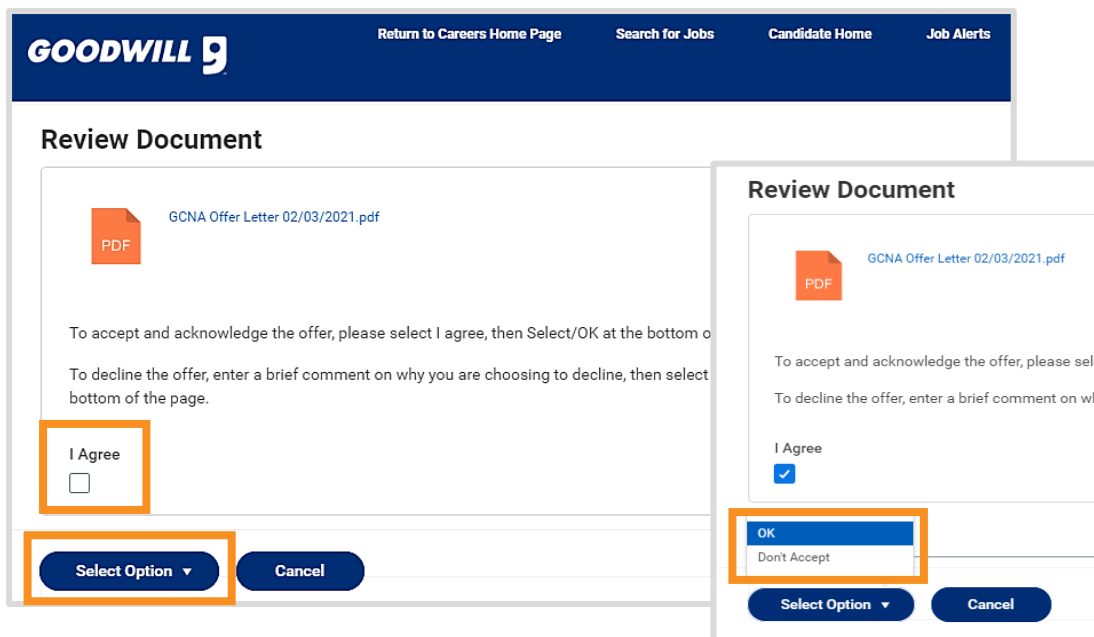 Return to Careers Home Page Search for Jobs Candidate Home Job Alerts
GOODWILL g
Review Document
GCNA Offer Letter 02/03/2021.pdf
PDF
To accept and acknowledge the offer, please select I agree, then Select/OK at the bottom o
To decline the offer, enter a brief comment on why you are choosing to decline, then select
bottom of the page.
I Agree
Select Option Cancel
Review Document
GCNA Offer Letter 02/03/2021.pdf
PDF
To accept and acknowledge the offer, please sel
To decline the offer, enter a brief comment on wh
I Agree
OK
Don't Accept
Select Option Cancel